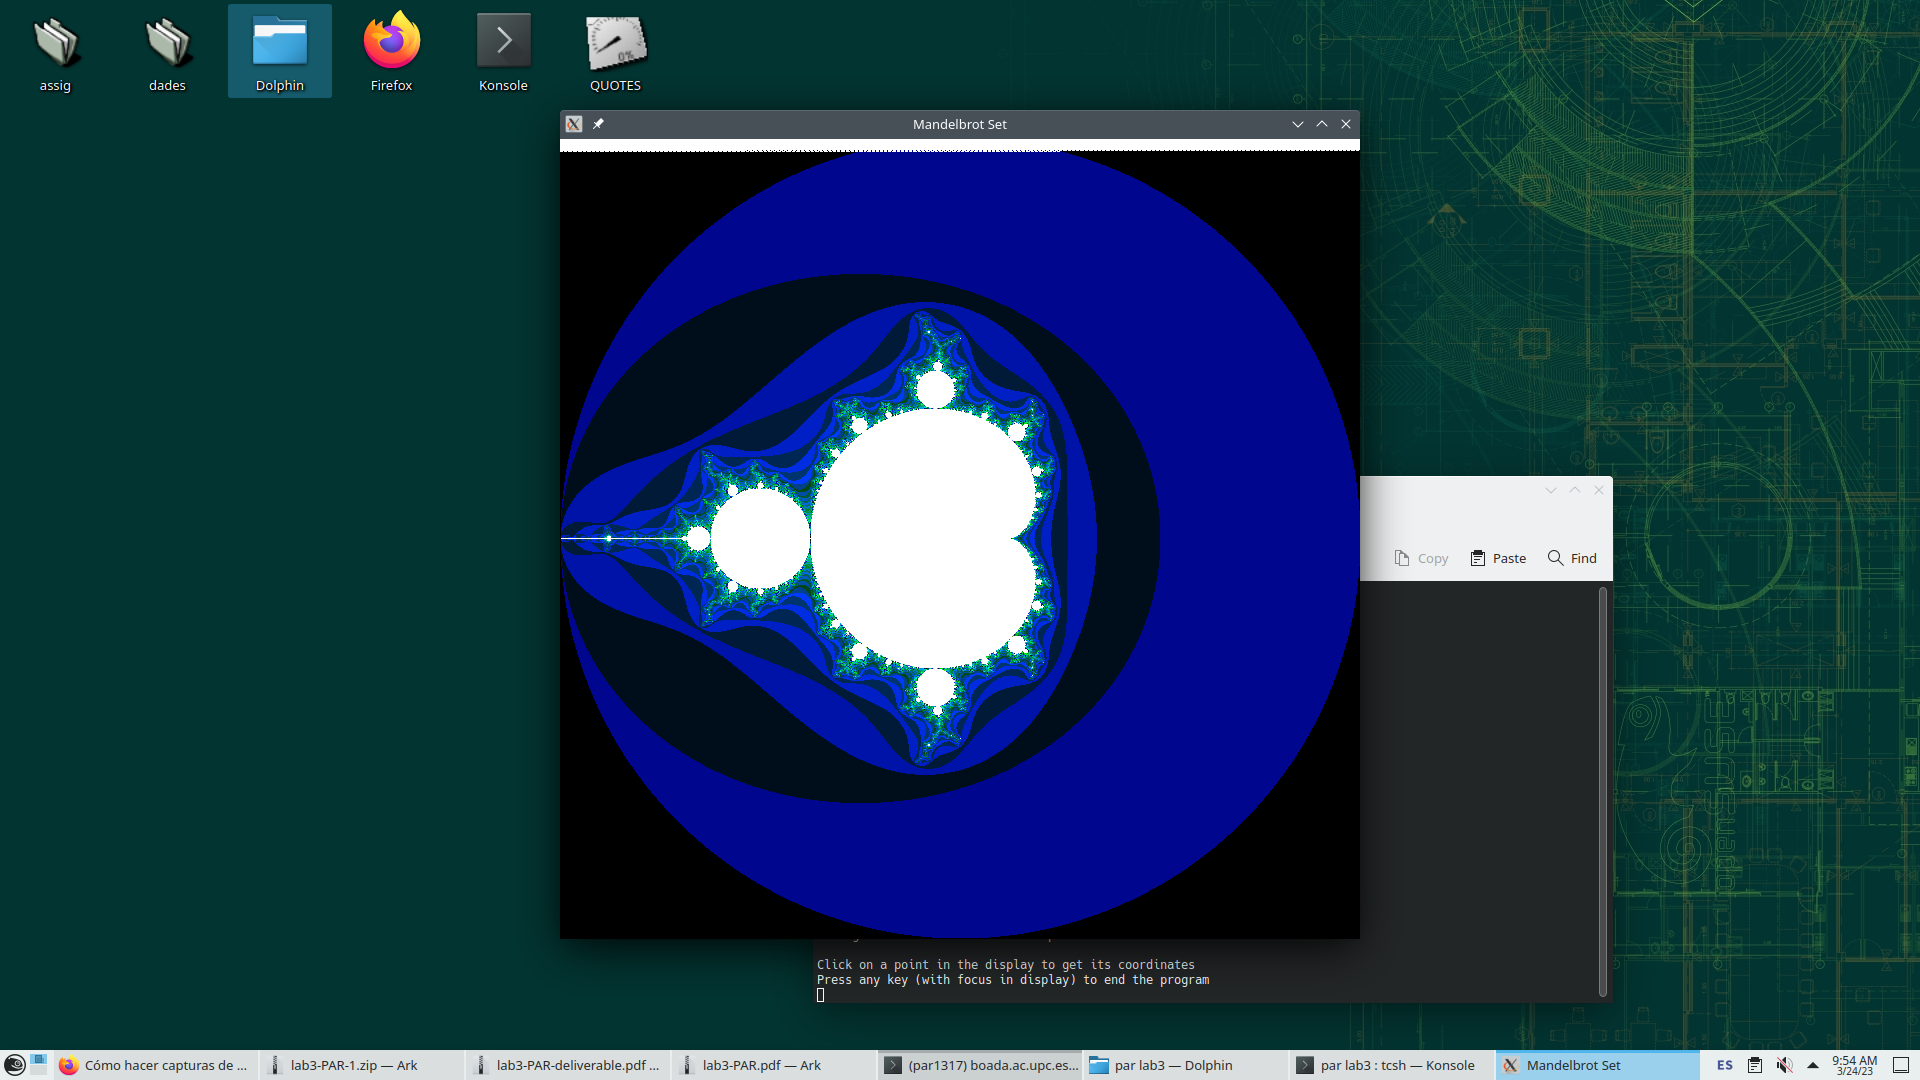 assig
dades
Dolphin
Firefox
Konsole
QUOTES
0%
Mandelbrot Set
Copy
Paste
Find
Click on a point in the display to get its coordinates
Press any key (with focus in display) to end the program
Cómo hacer capturas de ...
lab3-PAR-1.zip — Ark
lab3-PAR-deliverable.pdf ...
lab3-PAR.pdf — Ark
(par1317) boada.ac.upc.es...
par lab3 — Dolphin
par lab3 : tcsh — Konsole
Mandelbrot Set
ES
9:54 AM
3/24/23